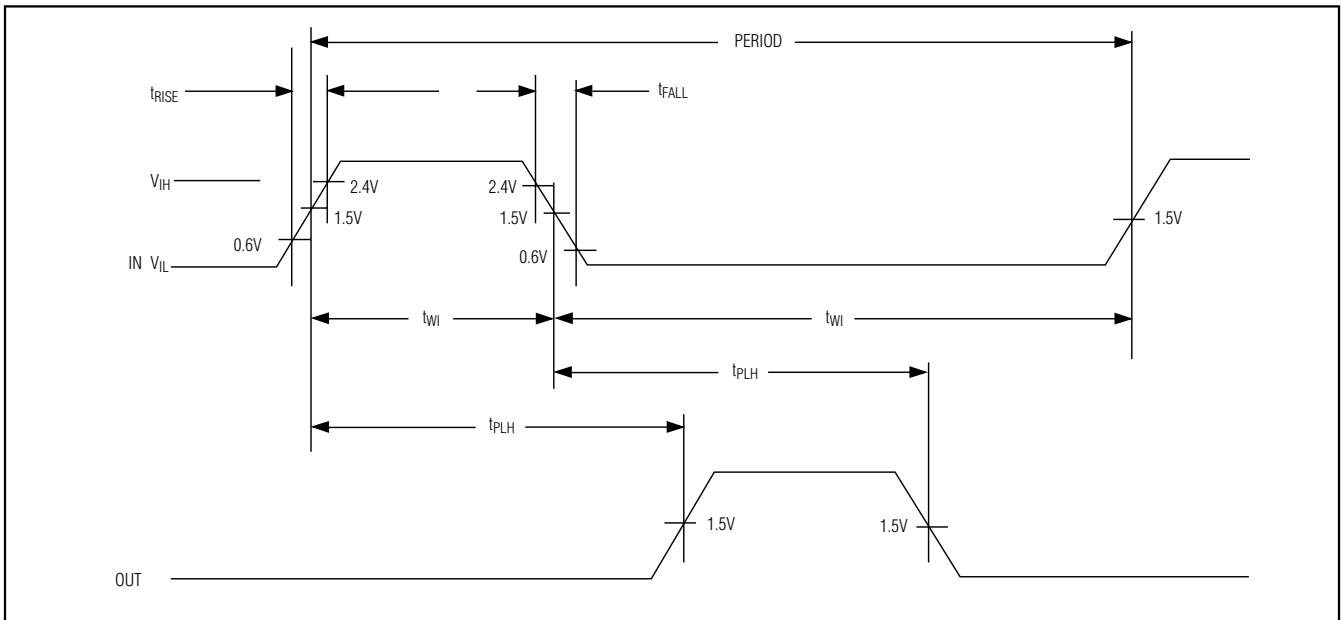 PERIOD
tRISE
tFALL
VIH
2.4V
2.4V
1.5V
1.5V
1.5V
0.6V
0.6V
IN VIL
tWI
tWI
tPLH
tPLH
1.5V
1.5V
OUT